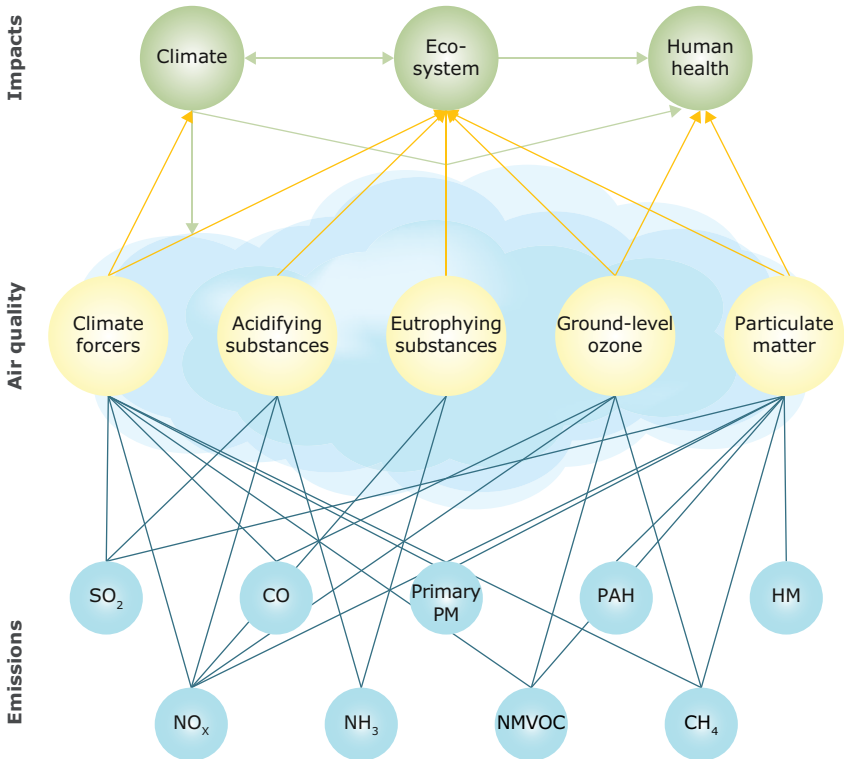 Impacts
Climate
Eco-
system
Human
health
Air quality
Climate
forcers
Acidifying
substances
Eutrophying
substances
Ground-level
ozone
Particulate
matter
Emissions
SO₂
CO
Primary
PM
PAH
HM
NOₓ
NH₃
NMVOC
CH₄